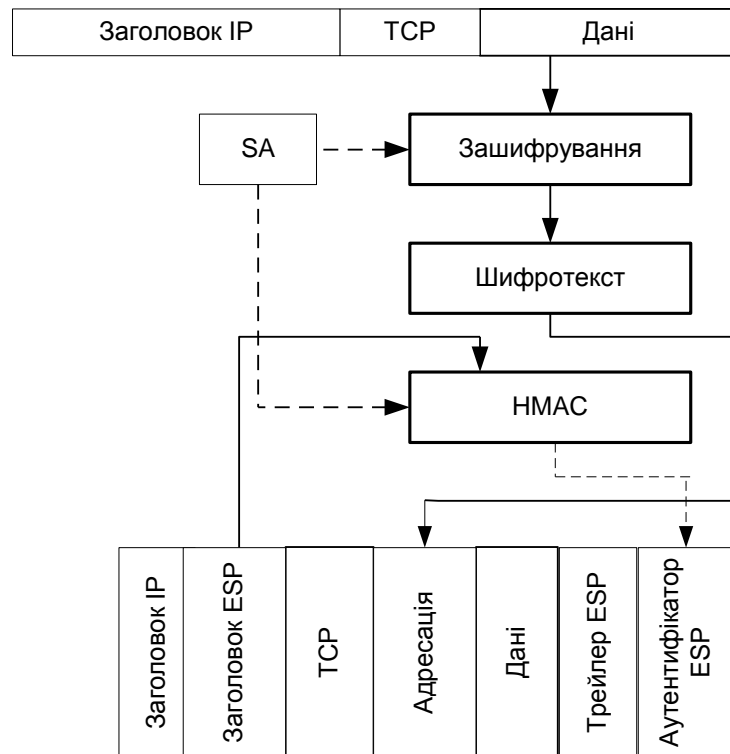 Заголовок IP
TCP
Дані
SA
Зашифрування
Шифротекст
HMAC
Заголовок IP
Заголовок ESP
TCP
Адресація
Дані
Трейлер ESP
Аутентифікатор
ESP